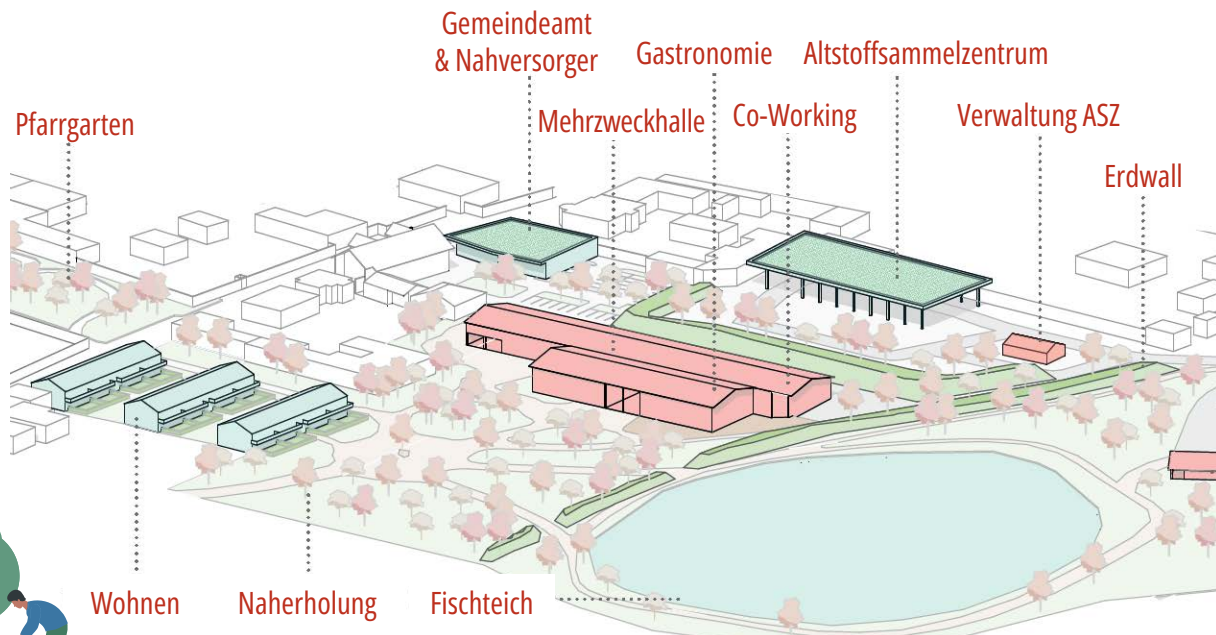 Gemeindeamt
& Nahversorger
Gastronomie
Altstoffsammelzentrum
Pfarrgarten
Mehrzweckhalle
Co-Working
Verwaltung ASZ
Erdwall
Wohnen
Naherholung
Fischteich